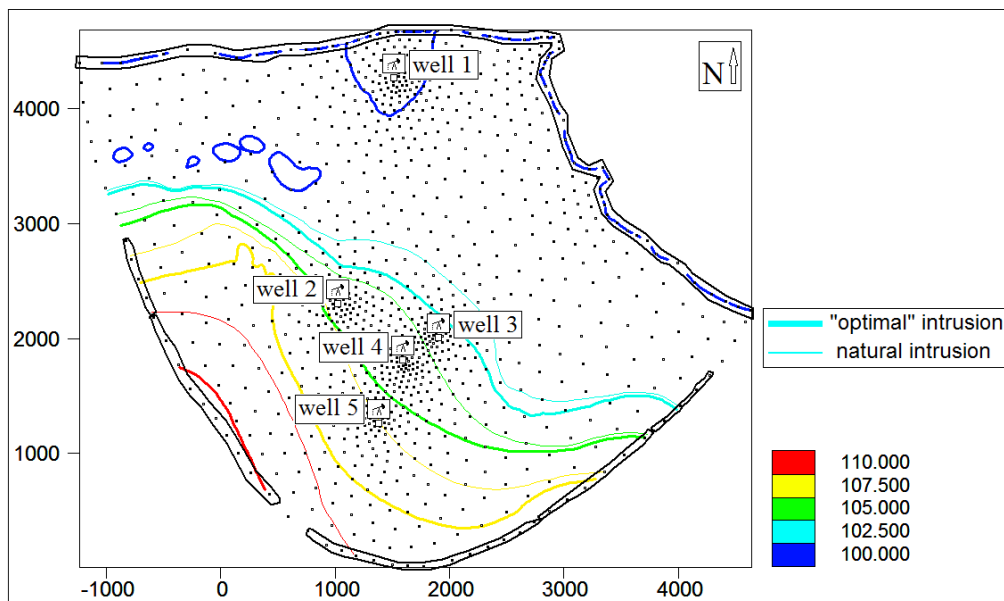 well 1
N
4000
3000
well 2
well 3
2000
well 4
well 5
1000
"optimal" intrusion
natural intrusion
110.000
107.500
105.000
102.500
100.000
-1000
0
1000
2000
3000
4000